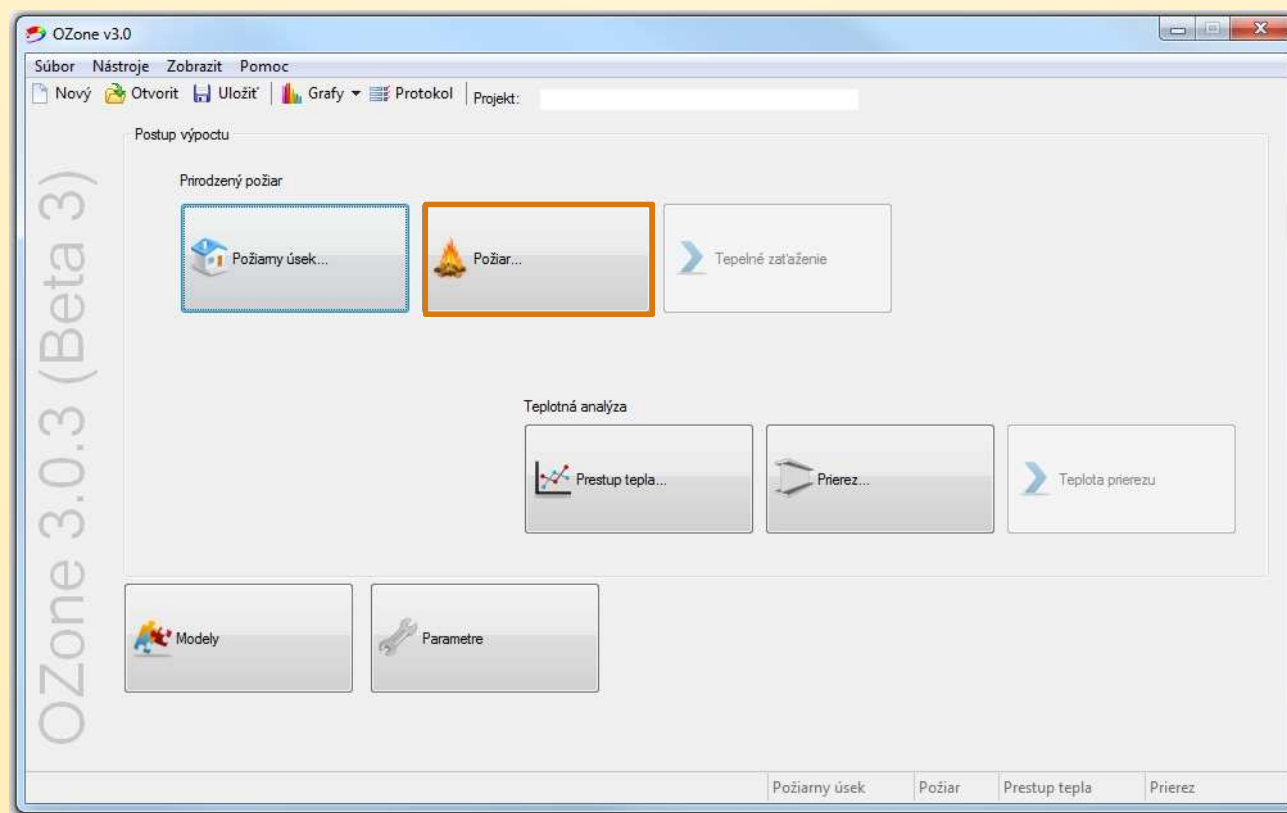 OZone v3.0
Súbor Nástroje Zobrazit Pomoc
Nový Otvorit Uložiť Grafy Protokol Projekt:
Postup výpoctu
Prirodzený požiar
Požiarny úsek... Požiar... Tepelné zaťaženie
Teplotná analýza
Prestup tepla... Prierez... Teplota prierezu
Modely Parametre
OZone 3.0.3 (Beta 3)
Požiarny úsek Požiar Prestup tepla Prierez